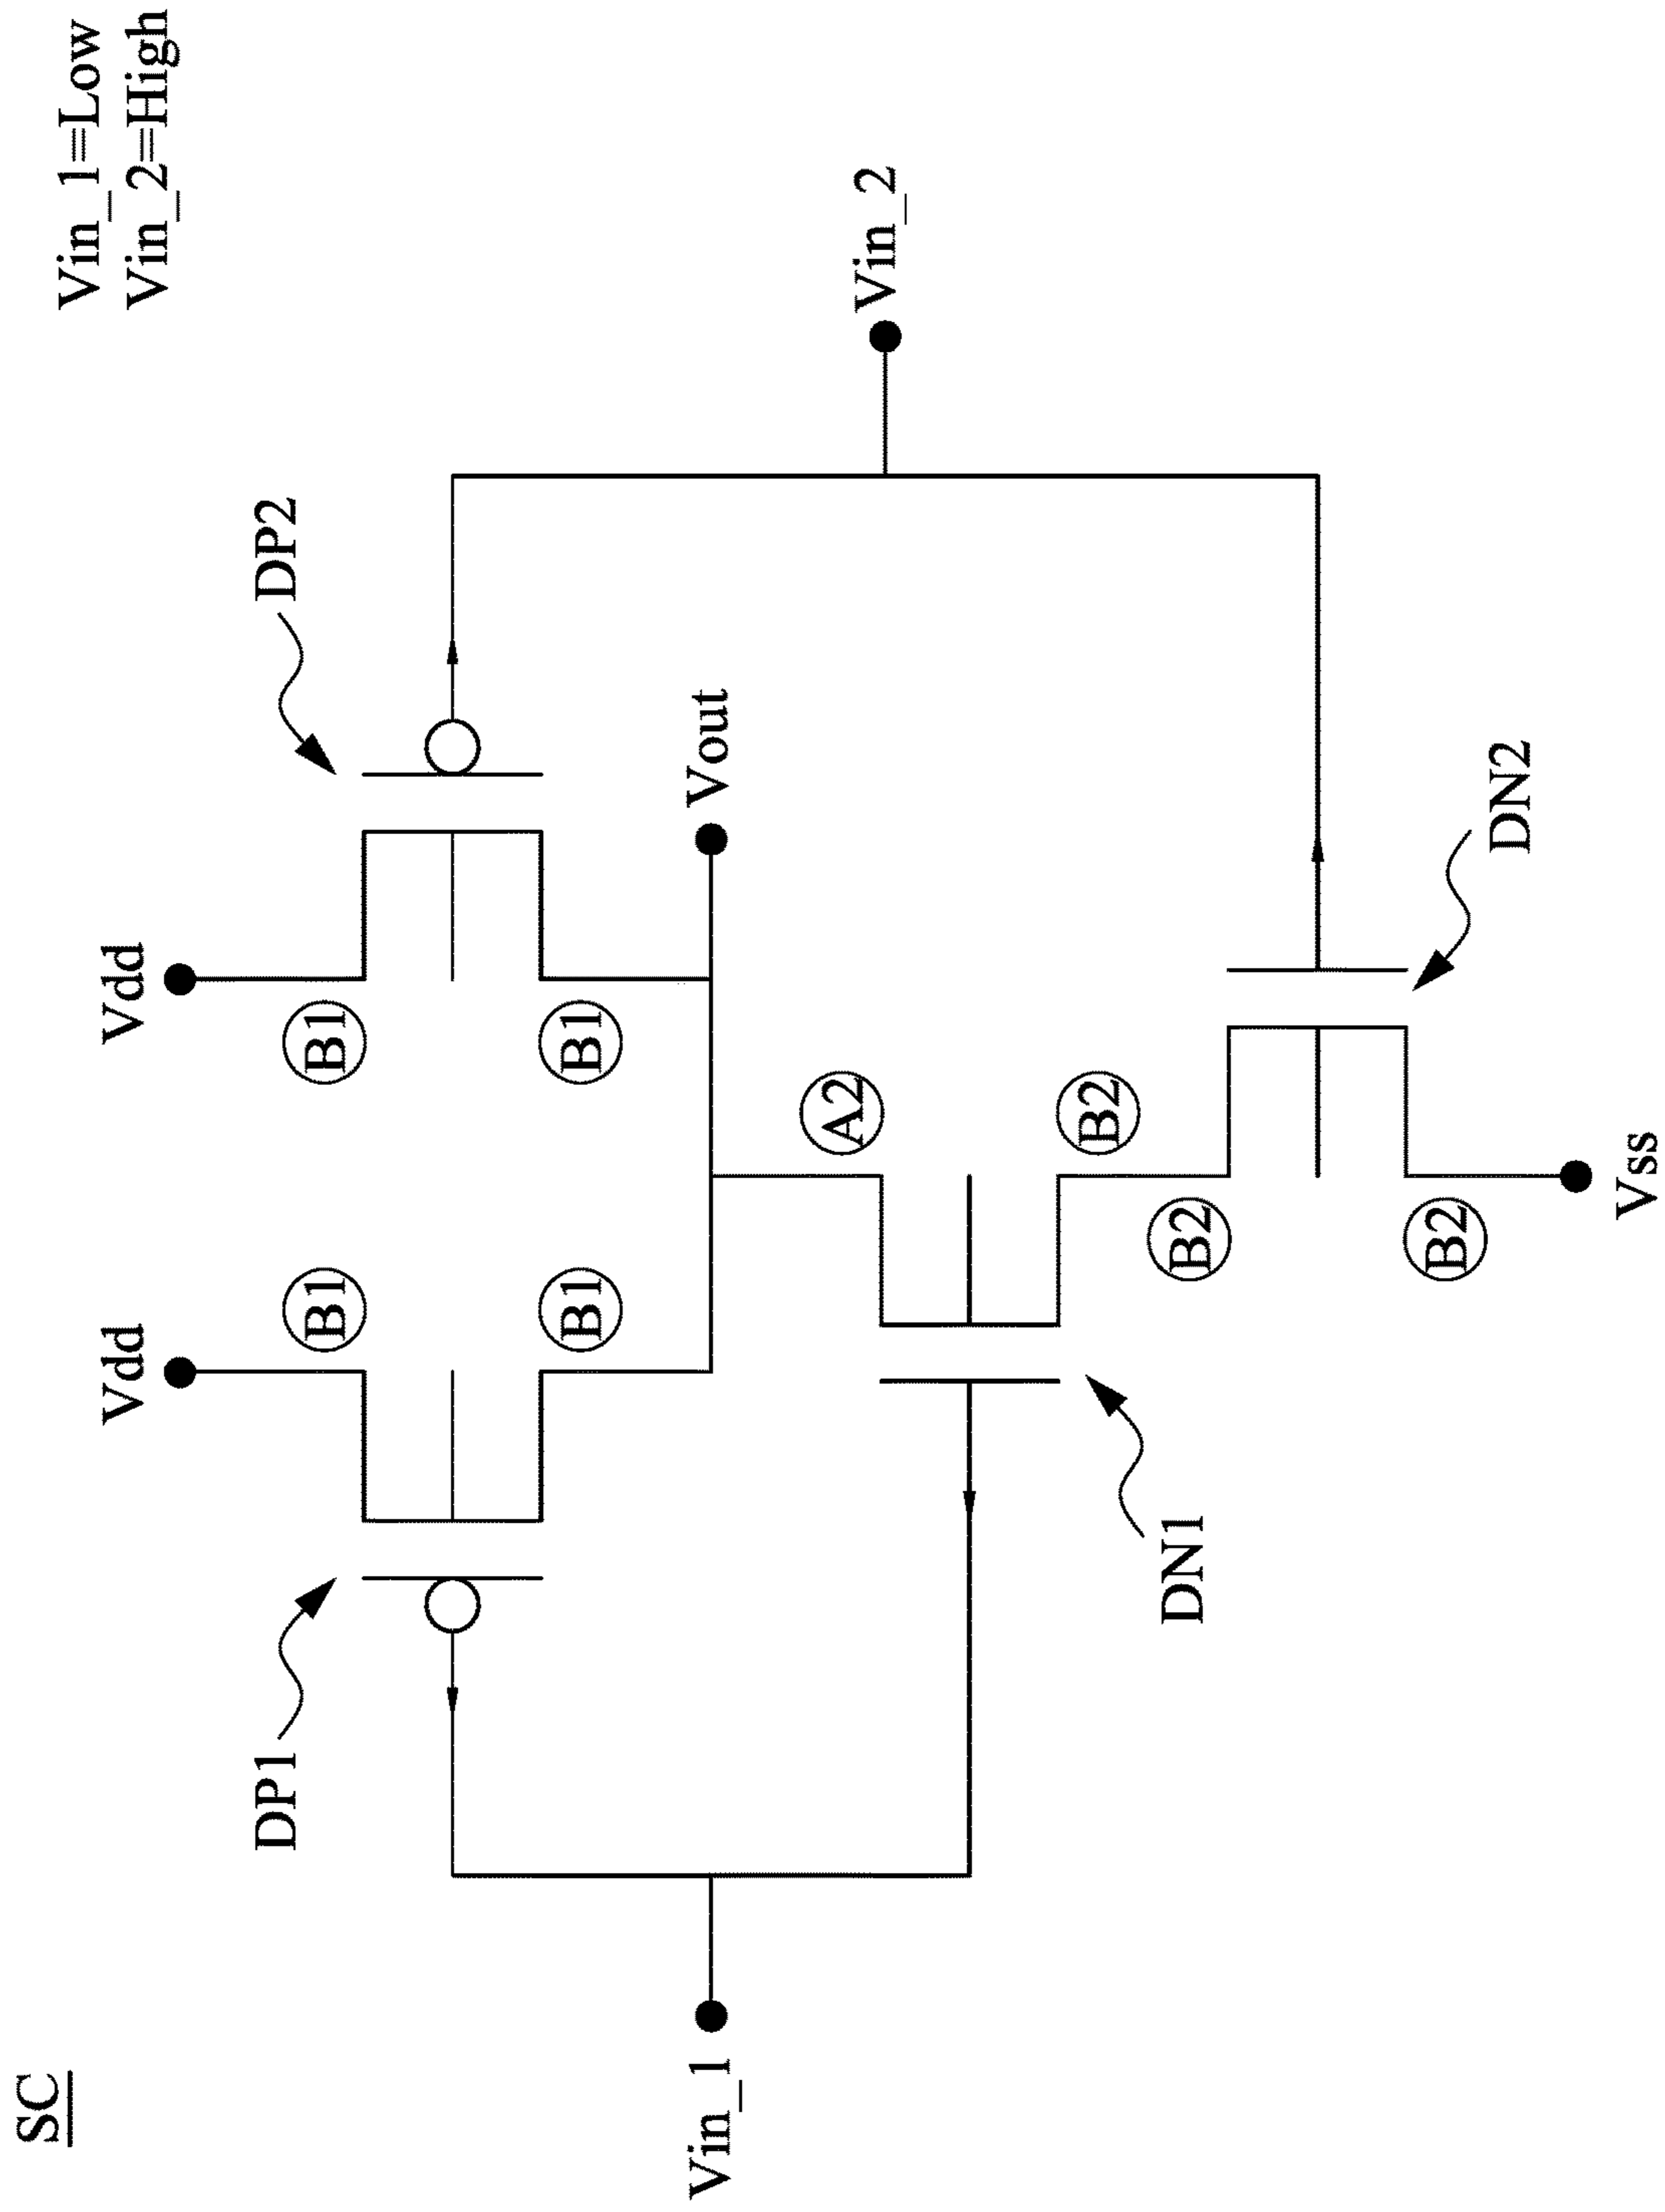 SC
Vin_1=Low
Vin_2=High
Vdd
Vdd
DP1
DP2
B1
B1
B1
B1
Vin_1
Vout
A2
Vin_2
B2
DN1
B2
B2
DN2
Vss